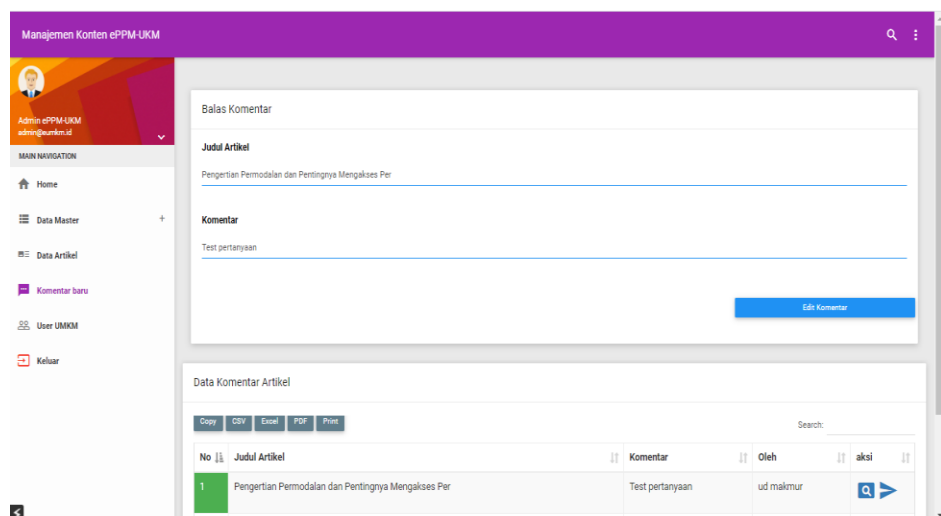 Manajemen Konten ePPM-UKM
Admin ePPM-UKM
admin@eumkm.id
MAIN NAVIGATION
Home
Data Master +
Data Artikel
Komentar baru
User UMKM
Keluar
Balas Komentar
Judul Artikel
Pengertian Permodalan dan Pentingnya Mengakses Per
Komentar
Test pertanyaan
Edit Komentar
Data Komentar Artikel
Copy CSV Excel PDF Print
Search:
No Judul Artikel Komentar Oleh aksi
1 Pengertian Permodalan dan Pentingnya Mengakses Per Test pertanyaan ud makmur